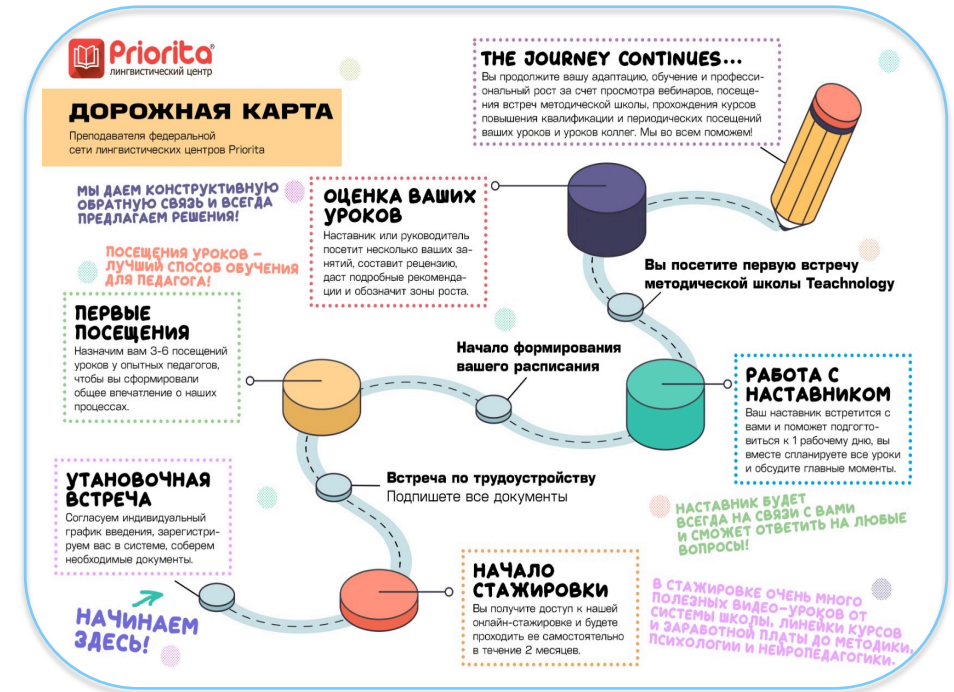 Priorita®
ЛИНГВИСТИЧЕСКИЙ ЦЕНТР
ДОРОЖНАЯ КАРТА
Преподавателя федеральной
сети лингвистических центров Priorita
THE JOURNEY CONTINUES...
Вы продолжите вашу адаптацию, обучение и професси-
ональный рост за счет просмотра вебинаров, посеще-
ния встреч методической школы, прохождения курсов
повышения квалификации и периодических посещений
ваших уроков и уроков коллег. Мы во всем поможем!
МЫ ДАЕМ КОНСТРУКТИВНУЮ
ОБРАТНУЮ СВЯЗЬ И ВСЕГДА
ПРЕДЛАГАЕМ РЕШЕНИЯ!
ОЦЕНКА ВАШИХ
УРОКОВ
Наставник или руководитель
посетит несколько ваших за-
нятий, составит рецензию,
даст подробные рекоменда-
ции и обозначит зоны роста.
ПОСЕЩЕНИЯ УРОКОВ –
ЛУЧШИЙ СПОСОБ ОБУЧЕНИЯ
ДЛЯ ПЕДАГОГА!
Вы посетите первую встречу
методической школы Teachnology
ПЕРВЫЕ
ПОСЕЩЕНИЯ
Назначим вам 3-6 посещений
уроков у опытных педагогов,
чтобы вы сформировали
общее впечатление о наших
процессах.
Начало формирования
вашего расписания
РАБОТА С
НАСТАВНИКОМ
Ваш наставник встретится с
вами и поможет подгото-
виться к 1 рабочему дню, вы
вместе спланируете все уроки
и обсудите главные моменты.
УТАНОВОЧНАЯ
ВСТРЕЧА
Согласуем индивидуальный
график введения, зарегистри-
руем вас в системе, соберем
необходимые документы.
Встреча по трудоустройству
Подпишете все документы
НАСТАВНИК БУДЕТ
ВСЕГДА НА СВЯЗИ С ВАМИ
И СМОЖЕТ ОТВЕТИТЬ НА ЛЮБЫЕ
ВОПРОСЫ!
НАЧАЛО
СТАЖИРОВКИ
Вы получите доступ к нашей
онлайн-стажировке и будете
проходить ее самостоятельно
в течение 2 месяцев.
НАЧИНАЕМ
ЗДЕСЬ!
В СТАЖИРОВКЕ ОЧЕНЬ МНОГО
ПОЛЕЗНЫХ ВИДЕО-УРОКОВ ОТ
СИСТЕМЫ ШКОЛЫ, ЛИНЕЙКИ КУРСОВ
И ЗАРАБОТНОЙ ПЛАТЫ ДО МЕТОДИКИ,
ПСИХОЛОГИИ И НЕЙРОПЕДАГОГИКИ.